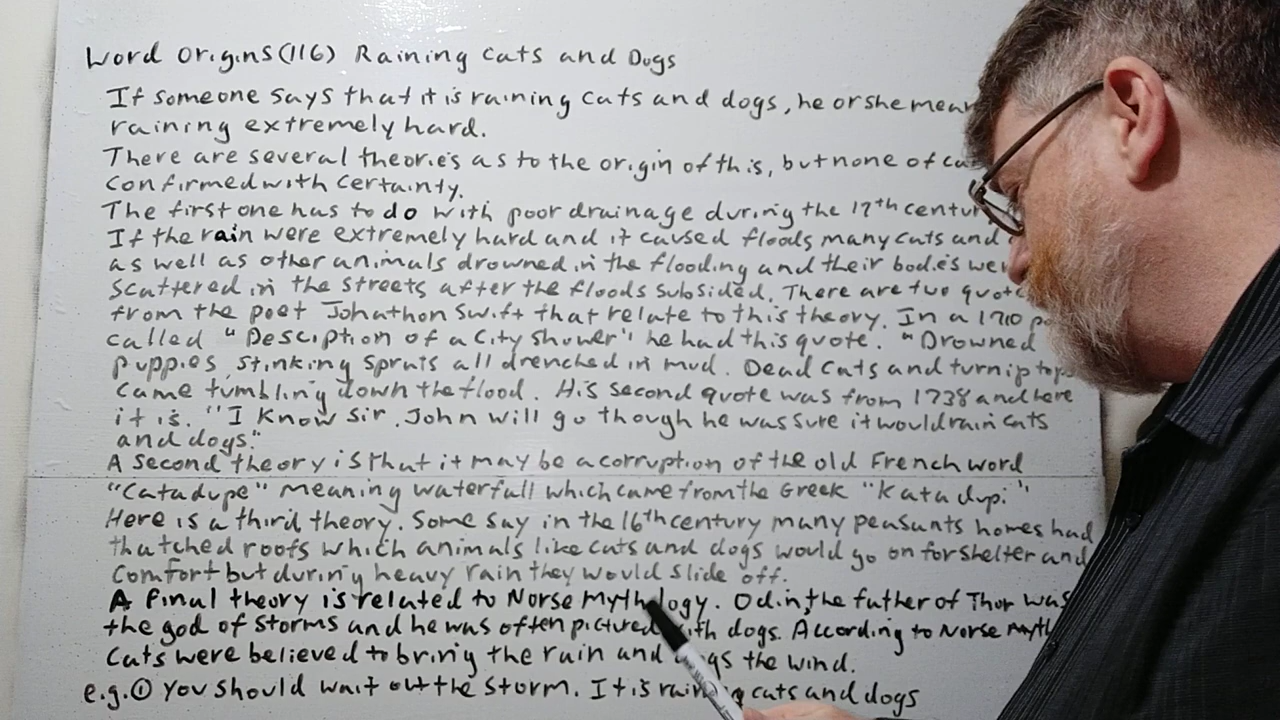 Word Origins (116) Raining Cats and Dogs
If someone says that it is raining cats and dogs, he or she mean
raining extremely hard.
There are several theories as to the origin of this, but none of ca
confirmed with certainty.
The first one has to do with poor drainage during the 17th centur
If the rain were extremely hard and it caused floods many cats and
as well as other animals drowned in the flooding and their bodies wer
scattered in the streets after the floods subsided. There are two quot
from the poet Johathon Swift that relate to this theory. In a 1710 p
called "Desciption of a City Shower" he had this quote. "Drowned
puppies, stinking sprats all drenched in mud. Dead cats and turnip tops
came tumbling down the flood. His second quote was from 1738 and here
it is. "I know sir. John will go though he was sure it would rain cats
and dogs."
A second theory is that it may be a corruption of the old French word
"Catadupe" meaning waterfall which came from the Greek "Katadupi"
Here is a third theory. Some say in the 16th century many peasants homes had
thatched roofs which animals like cats and dogs would go on for shelter and
comfort but during heavy rain they would slide off.
A final theory is related to Norse mythology. Odin, the father of Thor was
the god of storms and he was often pictured with dogs. According to Norse myth
cats were believed to bring the rain and dogs the wind.
e.g. ① You should wait out the storm. It is raining cats and dogs